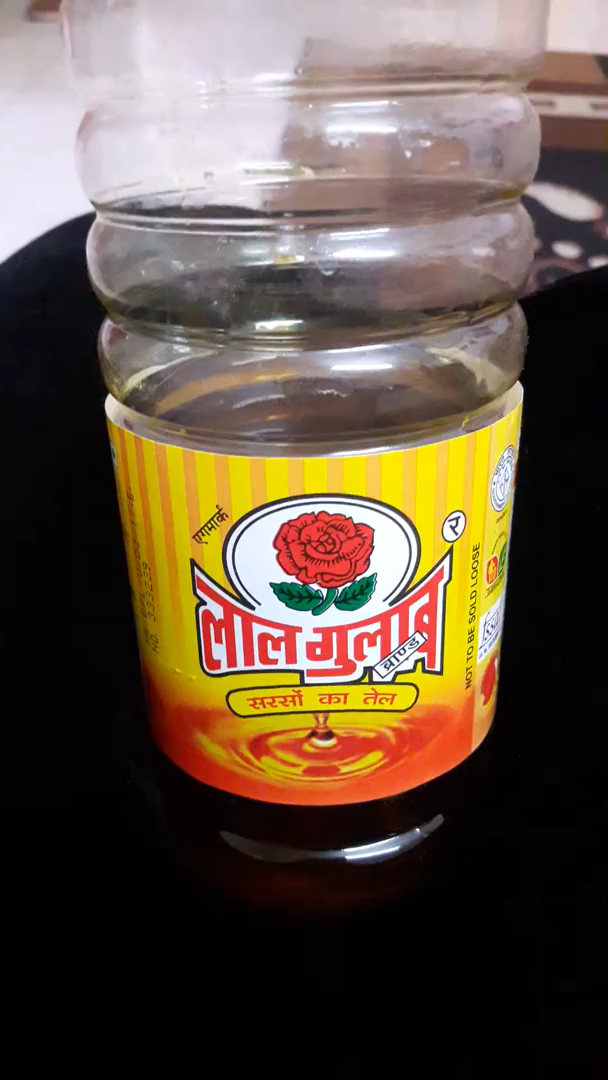 एगमार्क
र
लाल गुलाब
ब्राण्ड
सरसों का तेल
NOT TO BE SOLD LOOSE